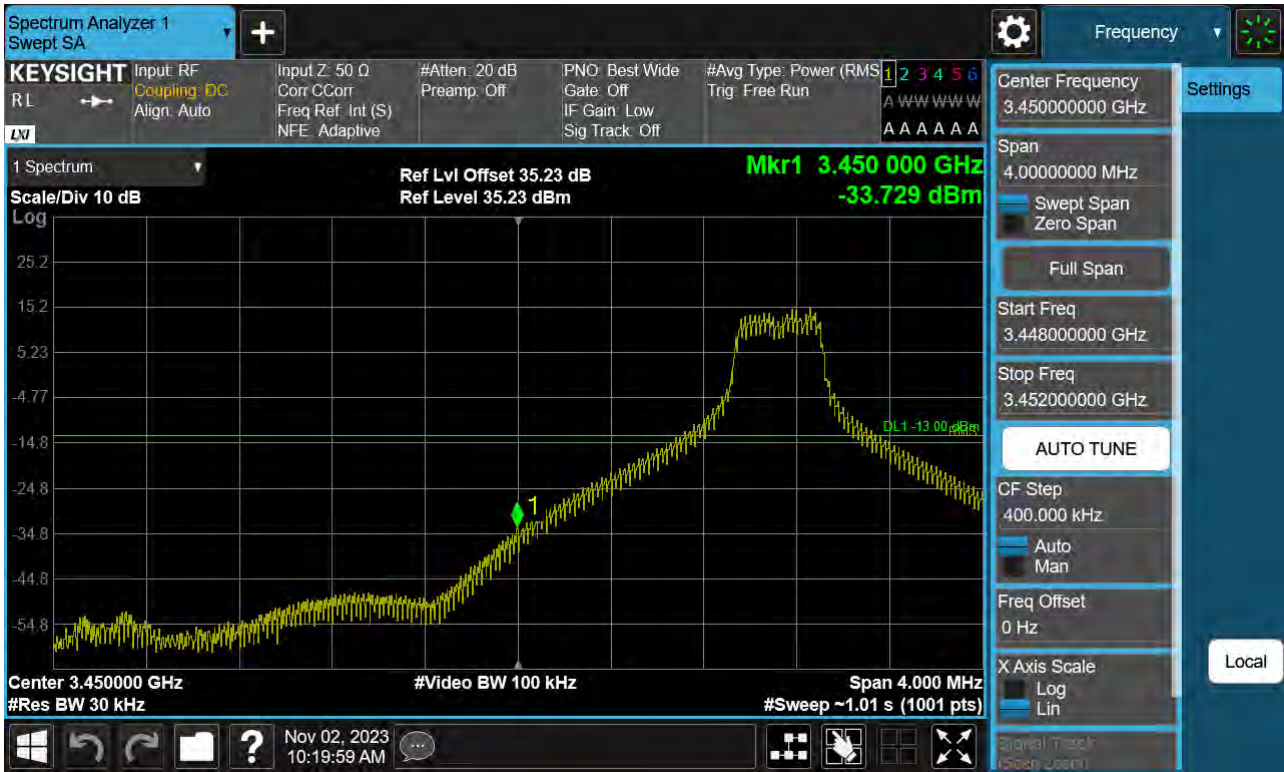 Spectrum Analyzer 1
Swept SA
+
Frequency
KEYSIGHT
RL
LXI
Input: RF
Coupling: DC
Align: Auto
Input Z: 50 Ω
Corr CCorr
Freq Ref: Int (S)
NFE: Adaptive
#Atten: 20 dB
Preamp: Off
PNO: Best Wide
Gate: Off
IF Gain: Low
Sig Track: Off
#Avg Type: Power (RMS
Trig: Free Run
1 2 3 4 5 6
A W W W W W
A A A A A A
1 Spectrum
Scale/Div 10 dB
Log
Ref Lvl Offset 35.23 dB
Ref Level 35.23 dBm
Mkr1 3.450 000 GHz
-33.729 dBm
25.2
15.2
5.23
-4.77
-14.8
-24.8
-34.8
-44.8
-54.8
1
DL1 -13.00 dBm
RMS
Center 3.450000 GHz
#Res BW 30 kHz
#Video BW 100 kHz
Span 4.000 MHz
#Sweep ~1.01 s (1001 pts)
Center Frequency
3.450000000 GHz
Span
4.00000000 MHz
Swept Span
Zero Span
Full Span
Start Freq
3.448000000 GHz
Stop Freq
3.452000000 GHz
AUTO TUNE
CF Step
400.000 kHz
Auto
Man
Freq Offset
0 Hz
X Axis Scale
Log
Lin
Signal Track
(Span Zoom)
Settings
Local
?
Nov 02, 2023
10:19:59 AM